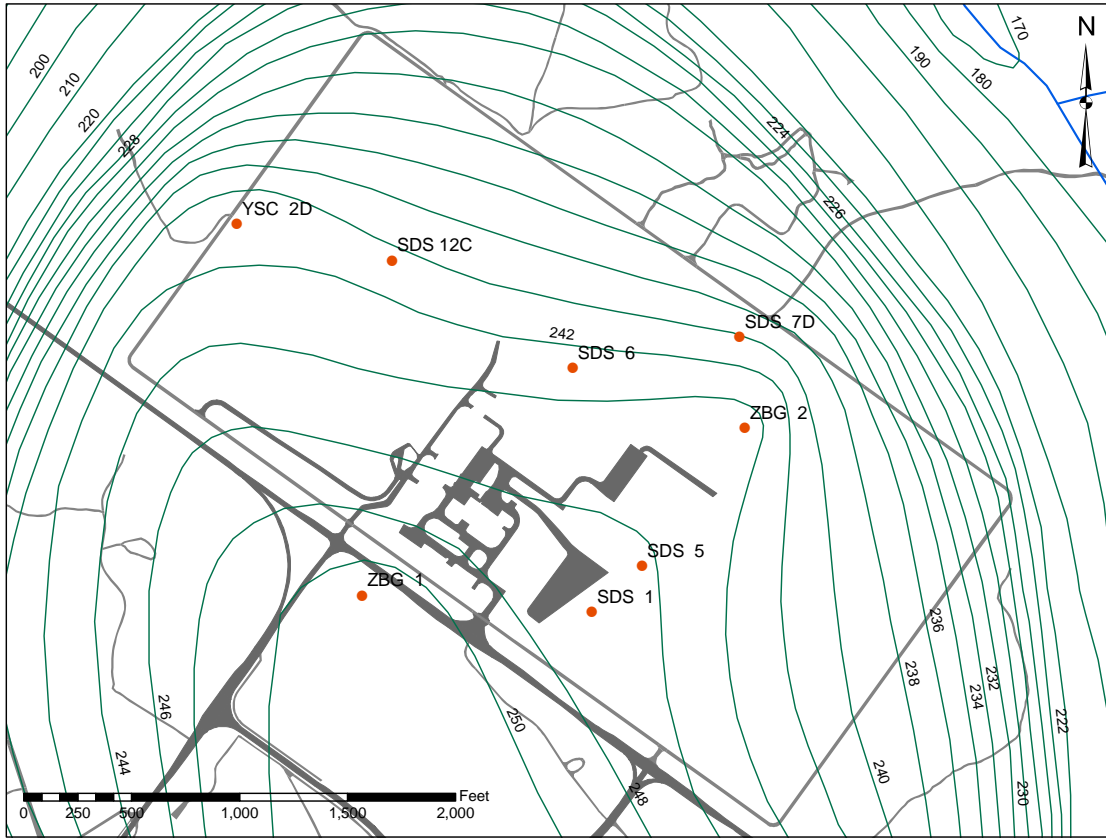 170
N
200
190
180
210
220
224
228
226
YSC 2D
SDS 12C
SDS 7D
242
SDS 6
ZBG 2
SDS 5
ZBG 1
SDS 1
236
238
232
234
246
250
222
244
240
248
230
Feet
0 250 500 1,000 1,500 2,000